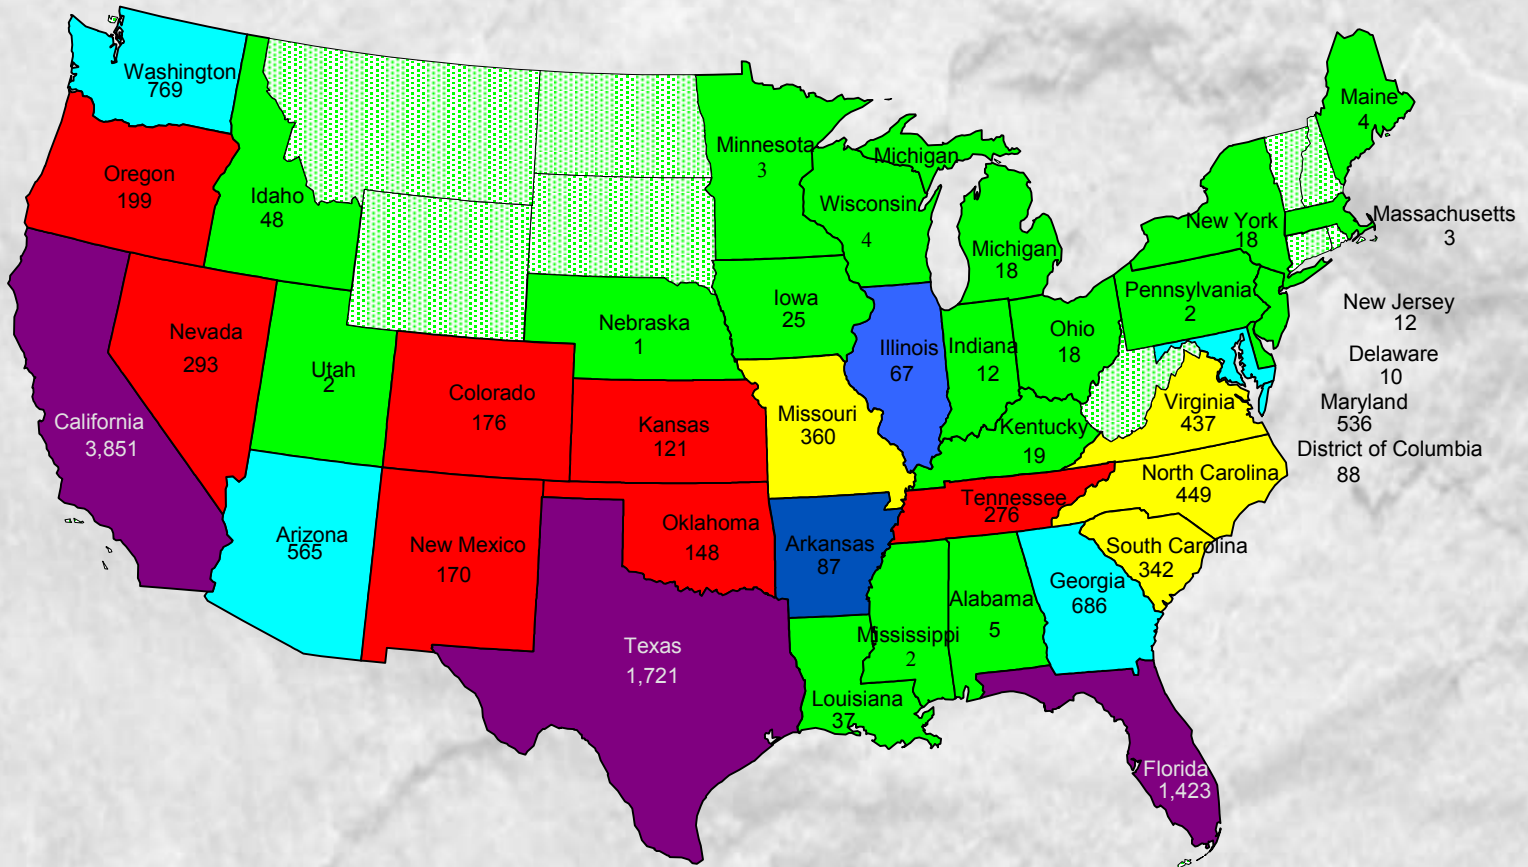 Washington
769
Oregon
199
Idaho
48
California
3,851
Nevada
293
Utah
2
Arizona
565
Colorado
176
New Mexico
170
Nebraska
1
Kansas
121
Oklahoma
148
Texas
1,721
Minnesota
3
Iowa
25
Missouri
360
Arkansas
87
Louisiana
37
Wisconsin
4
Illinois
67
Michigan
Michigan
18
Indiana
12
Ohio
18
Kentucky
19
Tennessee
276
Mississippi
2
Alabama
5
Georgia
686
Florida
1,423
South Carolina
342
North Carolina
449
Virginia
437
Pennsylvania
2
New York
18
Maine
4
Massachusetts
3
New Jersey
12
Delaware
10
Maryland
536
District of Columbia
88